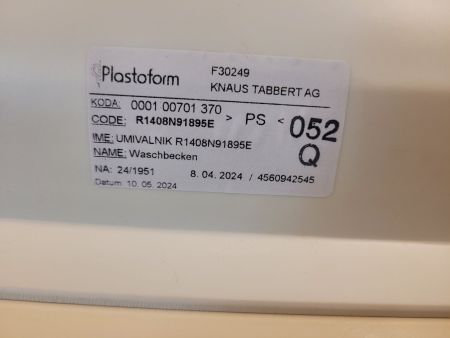 Plastoform
F30249
KNAUS TABBERT AG
KODA: 0001 00701 370
CODE: R1408N91895E
> PS <
052
Q
IME: UMIVALNIK R1408N91895E
NAME: Waschbecken
NA: 24/1951
8. 04. 2024 / 4560942545
Datum: 10. 05. 2024